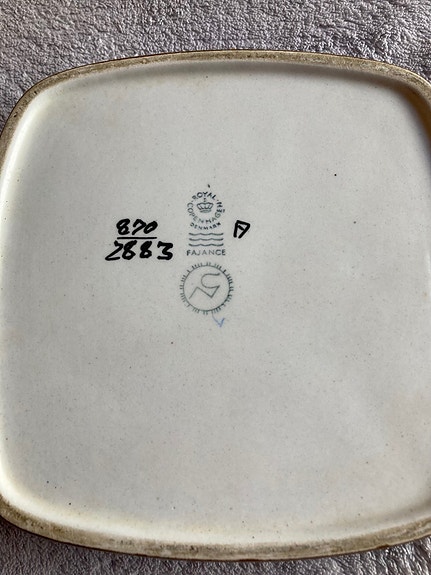 ROYAL
COPENHAGEN
DENMARK
FAJANCE
870
2883